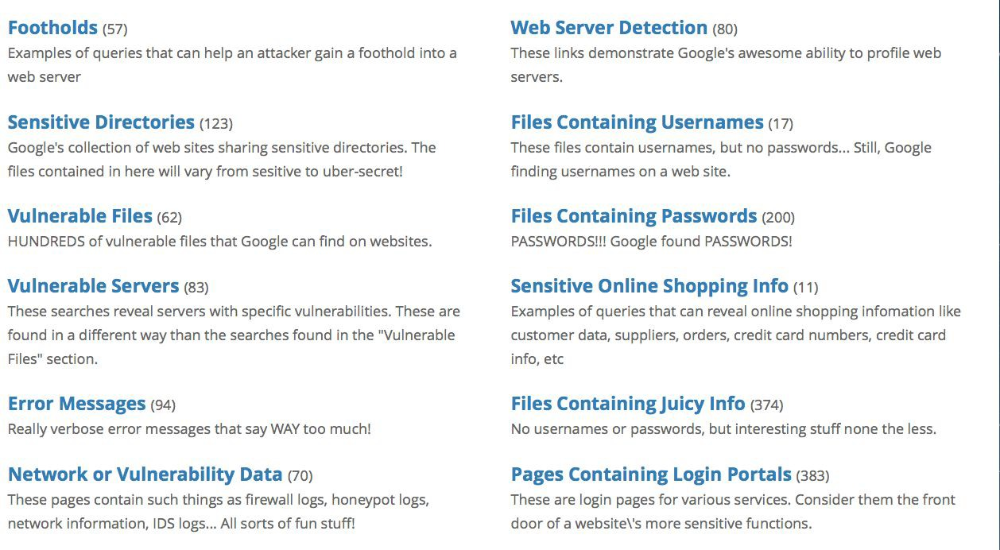 Footholds (57)
Examples of queries that can help an attacker gain a foothold into a
web server
Sensitive Directories (123)
Google's collection of web sites sharing sensitive directories. The
files contained in here will vary from sesitive to uber-secret!
Vulnerable Files (62)
HUNDREDS of vulnerable files that Google can find on websites.
Vulnerable Servers (83)
These searches reveal servers with specific vulnerabilities. These are
found in a different way than the searches found in the "Vulnerable
Files" section.
Error Messages (94)
Really verbose error messages that say WAY too much!
Network or Vulnerability Data (70)
These pages contain such things as firewall logs, honeypot logs,
network information, IDS logs... All sorts of fun stuff!
Web Server Detection (80)
These links demonstrate Google's awesome ability to profile web
servers.
Files Containing Usernames (17)
These files contain usernames, but no passwords... Still, Google
finding usernames on a web site.
Files Containing Passwords (200)
PASSWORDS!!! Google found PASSWORDS!
Sensitive Online Shopping Info (11)
Examples of queries that can reveal online shopping infomation like
customer data, suppliers, orders, credit card numbers, credit card
info, etc
Files Containing Juicy Info (374)
No usernames or passwords, but interesting stuff none the less.
Pages Containing Login Portals (383)
These are login pages for various services. Consider them the front
door of a website\'s more sensitive functions.